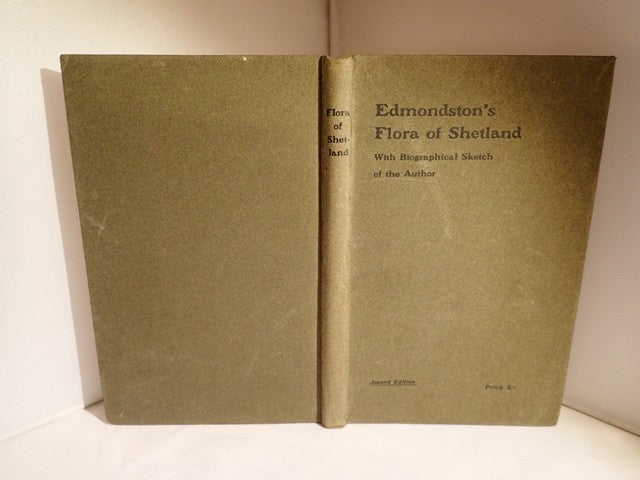 Flora
of
Shet-
land
Edmondston's
Flora of Shetland
With Biographical Sketch
of the Author
Second Edition.
Price 2/-